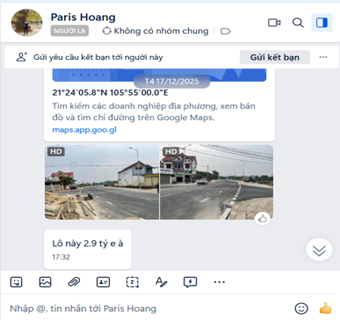 Paris Hoang
NGƯỜI LẠ
Không có nhóm chung
Gửi yêu cầu kết bạn tới người này
Gửi kết bạn
T4 17/12/2025
21°24'05.8"N 105°55'00.0"E
Tìm kiếm các doanh nghiệp địa phương, xem bản
đồ và tìm chỉ đường trên Google Maps.
maps.app.goo.gl
HD
HD
Lô này 2.9 tỷ e à
17:32
Nhập @, tin nhắn tới Paris Hoang